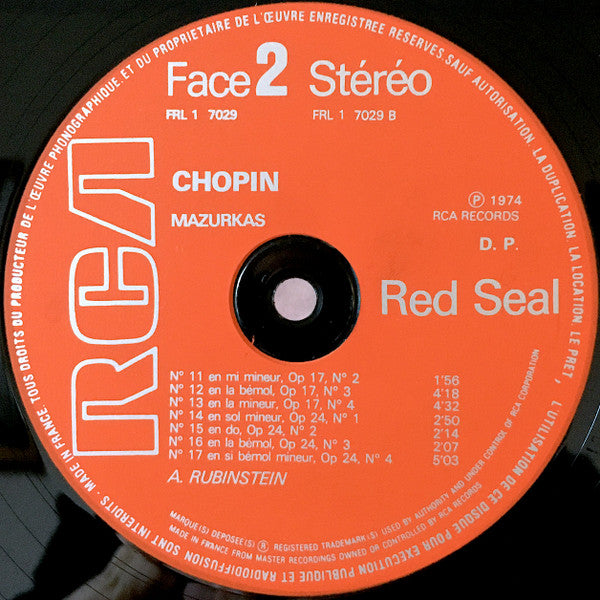 Face 2 Stéréo
FRL 1 7029
FRL 1 7029 B
RCA
CHOPIN
MAZURKAS
Ⓟ 1974
RCA RECORDS
D. P.
Red Seal
N° 11 en mi mineur, Op 17, N° 2 1'56
N° 12 en la bémol, Op 17, N° 3 4'18
N° 13 en la mineur, Op 17, N° 4 4'32
N° 14 en sol mineur, Op 24, N° 1 2'50
N° 15 en do, Op 24, N° 2 2'14
N° 16 en la bémol, Op 24, N° 3 2'07
N° 17 en si bémol mineur, Op 24, N° 4 5'03
A. RUBINSTEIN
MARQUE(S) DEPOSEE(S) ® REGISTERED TRADEMARK(S) USED BY AUTHORITY AND UNDER CONTROL OF RCA CORPORATION
MADE IN FRANCE FROM MASTER RECORDINGS OWNED OR CONTROLLED BY RCA RECORDS
MADE IN FRANCE. TOUS DROITS DU PRODUCTEUR DE L'ŒUVRE PHONOGRAPHIQUE ET DU PROPRIETAIRE DE L'ŒUVRE ENREGISTREE RESERVES. SAUF AUTORISATION, LA DUPLICATION, LA LOCATION, LE PRET, L'UTILISATION DE CE DISQUE POUR EXECUTION PUBLIQUE ET RADIODIFFUSION SONT INTERDITS.